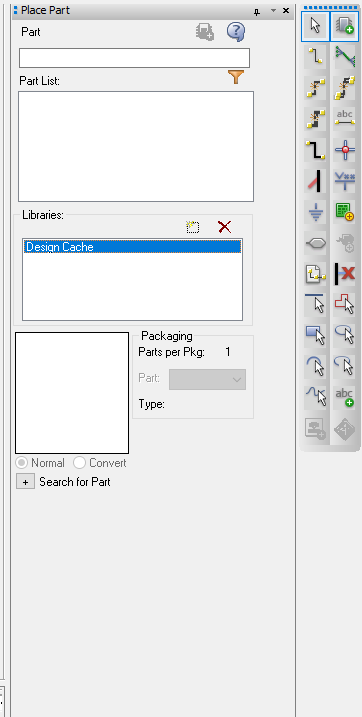 Place Part
Part
Part List:
Libraries:
Design Cache
Packaging
Parts per Pkg: 1
Part:
Type:
Normal Convert
+ Search for Part
abc
abc